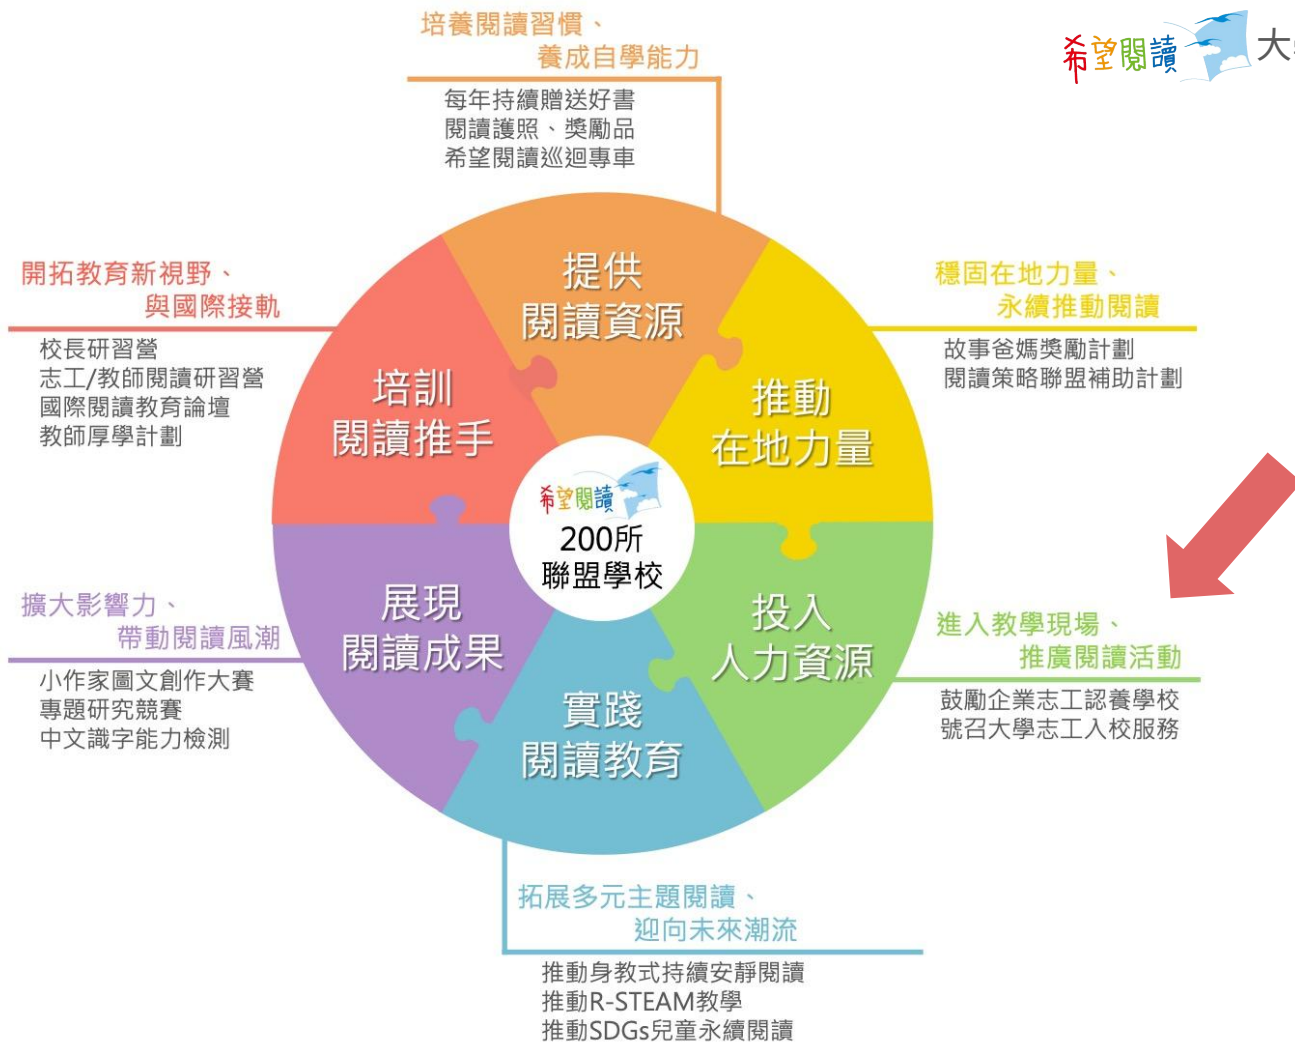 培養閱讀習慣、
養成自學能力
每年持續贈送好書
閱讀護照、獎勵品
希望閱讀巡迴專車
希望閱讀
大
開拓教育新視野、
與國際接軌
校長研習營
志工/教師閱讀研習營
國際閱讀教育論壇
教師厚學計劃
提供
閱讀資源
穩固在地力量、
永續推動閱讀
故事爸媽獎勵計劃
閱讀策略聯盟補助計劃
培訓
閱讀推手
推動
在地力量
希望閱讀
200所
聯盟學校
擴大影響力、
帶動閱讀風潮
小作家圖文創作大賽
專題研究競賽
中文識字能力檢測
展現
閱讀成果
投入
人力資源
進入教學現場、
推廣閱讀活動
鼓勵企業志工認養學校
號召大學志工入校服務
實踐
閱讀教育
拓展多元主題閱讀、
迎向未來潮流
推動身教式持續安靜閱讀
推動R-STEAM教學
推動SDGs兒童永續閱讀